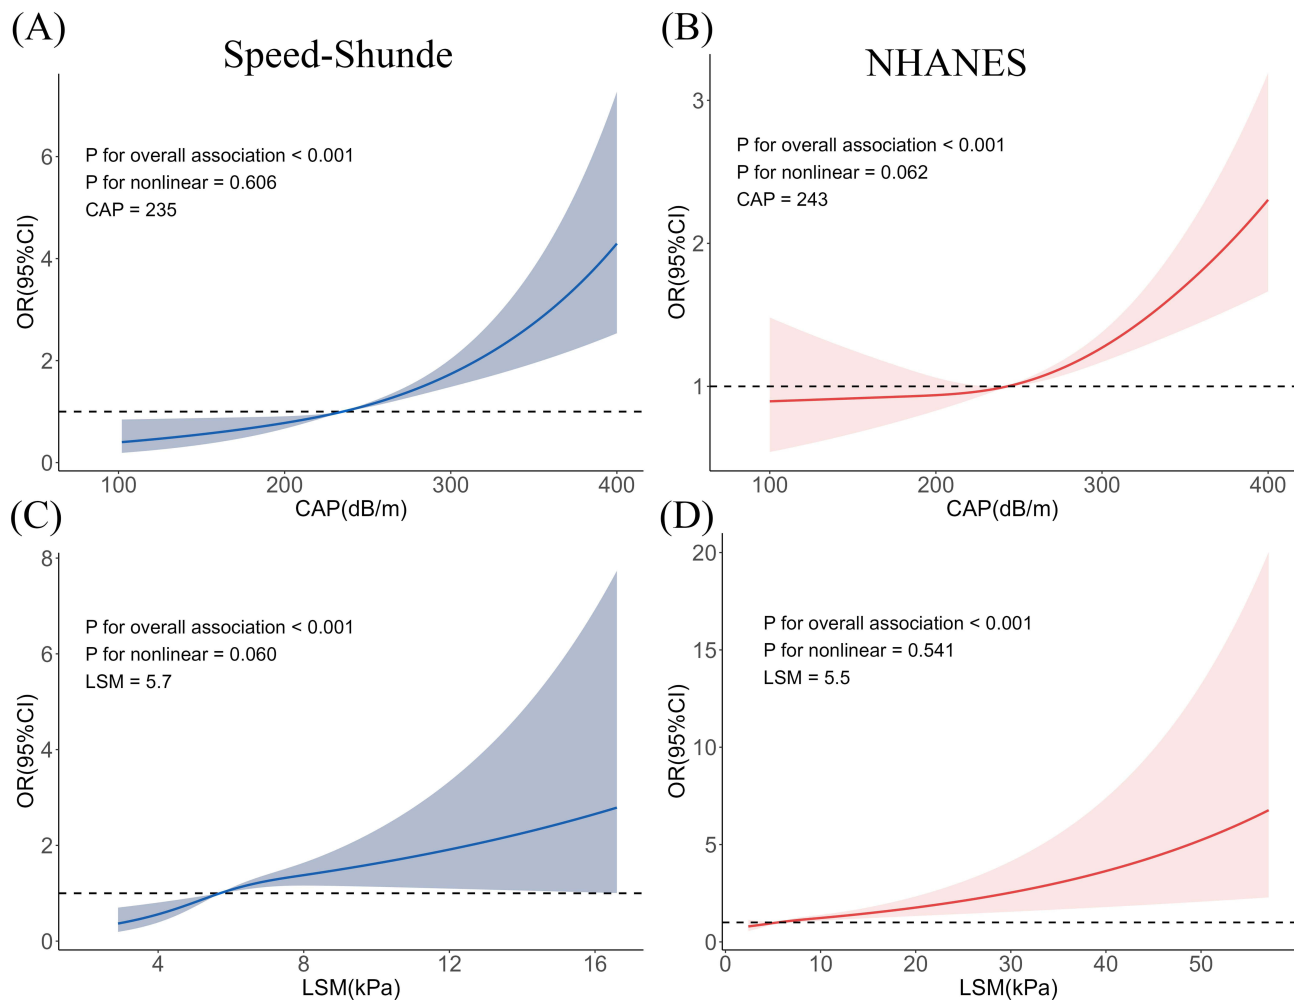 (A)
Speed-Shunde
P for overall association < 0.001
P for nonlinear = 0.606
CAP = 235
OR(95%CI)
6
4
2
0
100
200
300
400
CAP(dB/m)
(B)
NHANES
P for overall association < 0.001
P for nonlinear = 0.062
CAP = 243
OR(95%CI)
3
2
1
100
200
300
400
CAP(dB/m)
(C)
P for overall association < 0.001
P for nonlinear = 0.060
LSM = 5.7
OR(95%CI)
8
6
4
2
0
4
8
12
16
LSM(kPa)
(D)
P for overall association < 0.001
P for nonlinear = 0.541
LSM = 5.5
OR(95%CI)
20
15
10
5
0
0
10
20
30
40
50
LSM(kPa)